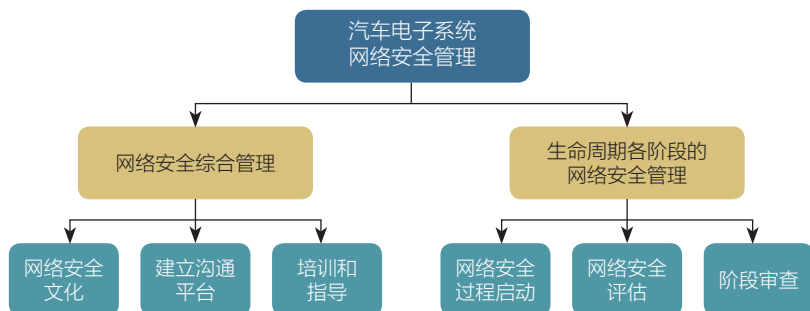 汽车电子系统
网络安全管理
网络安全综合管理
生命周期各阶段的
网络安全管理
网络安全
文化
建立沟通
平台
培训和
指导
网络安全
过程启动
网络安全
评估
阶段审查